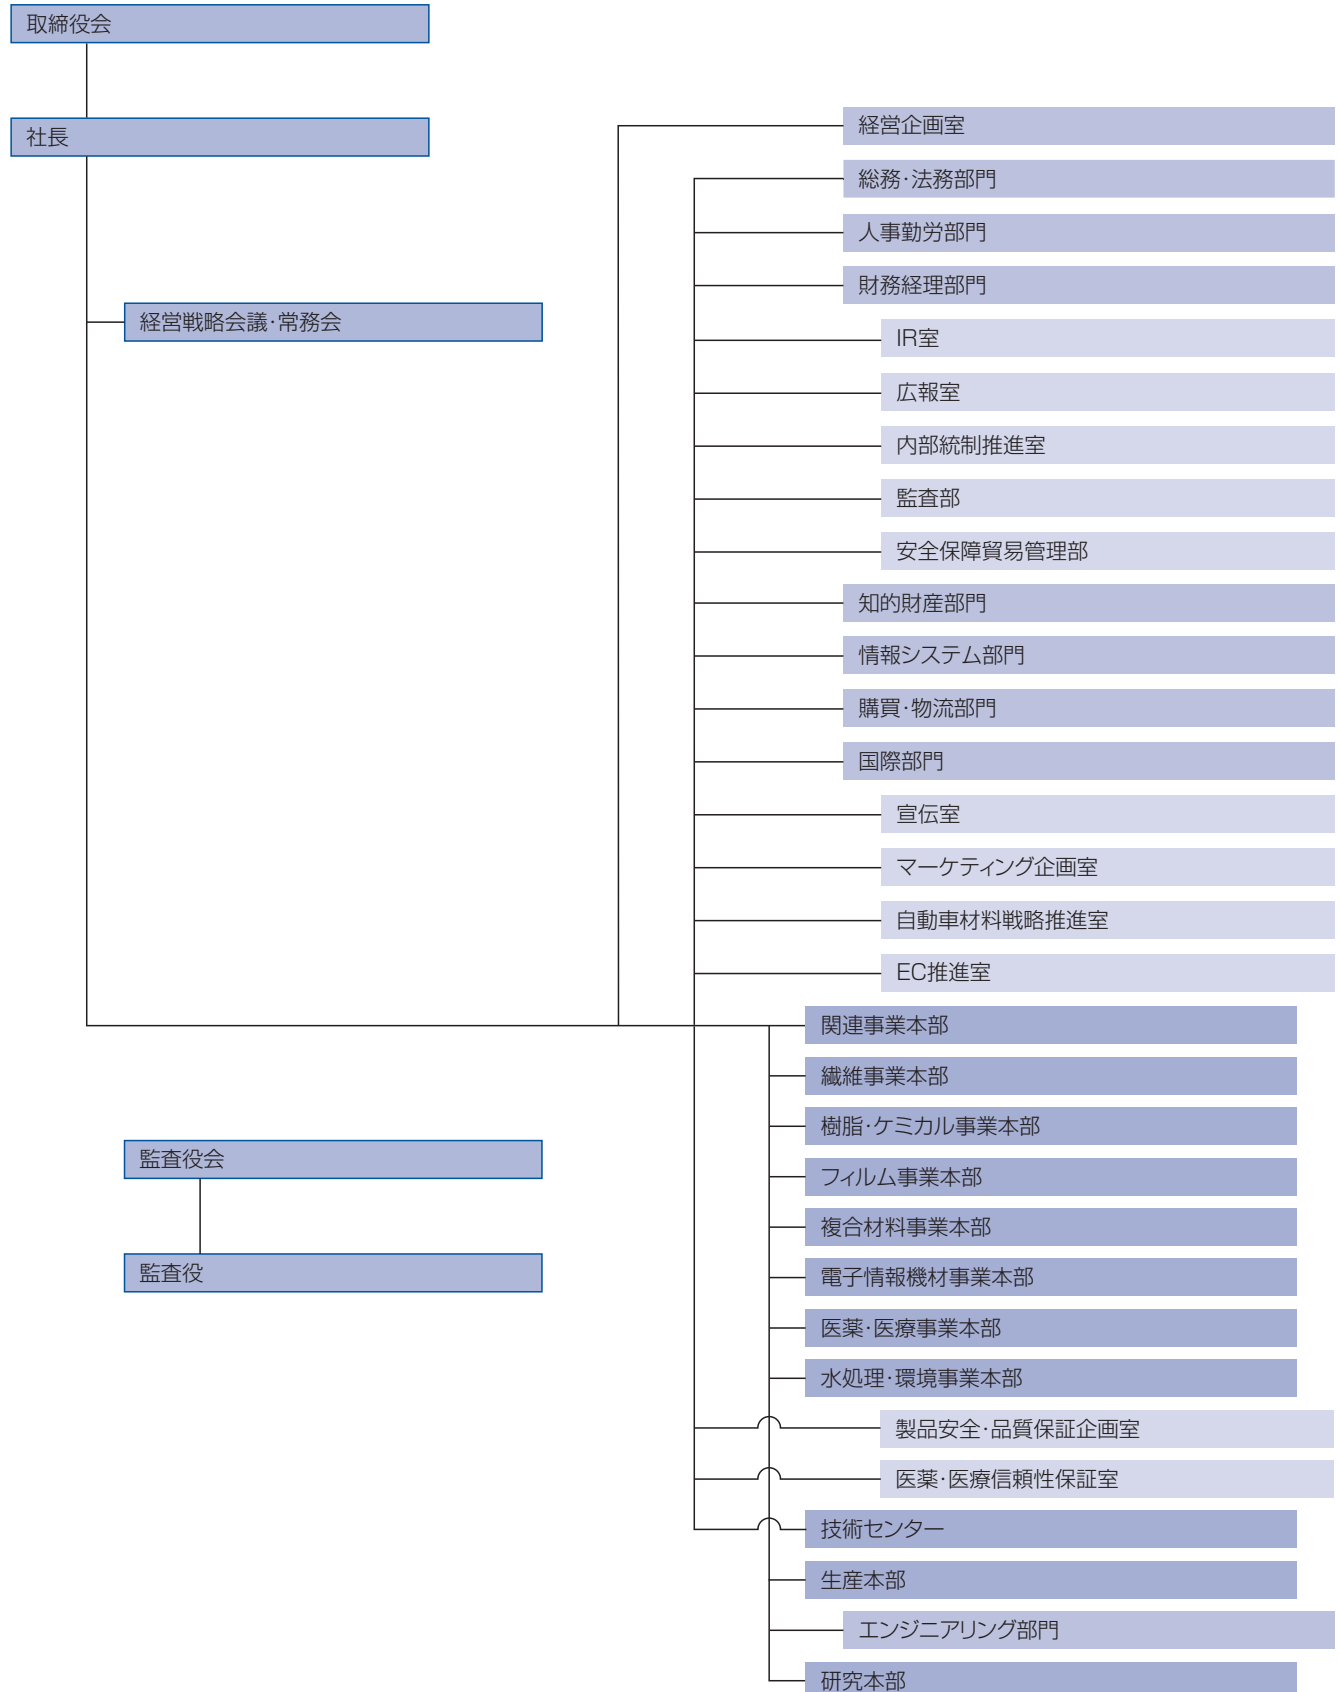 取締役会
社長
経営戦略会議・常務会
監査役会
監査役
経営企画室
総務・法務部門
人事勤労部門
財務経理部門
IR室
広報室
内部統制推進室
監査部
安全保障貿易管理部
知的財産部門
情報システム部門
購買・物流部門
国際部門
宣伝室
マーケティング企画室
自動車材料戦略推進室
EC推進室
関連事業本部
繊維事業本部
樹脂・ケミカル事業本部
フィルム事業本部
複合材料事業本部
電子情報機材事業本部
医薬・医療事業本部
水処理・環境事業本部
製品安全・品質保証企画室
医薬・医療信頼性保証室
技術センター
生産本部
エンジニアリング部門
研究本部